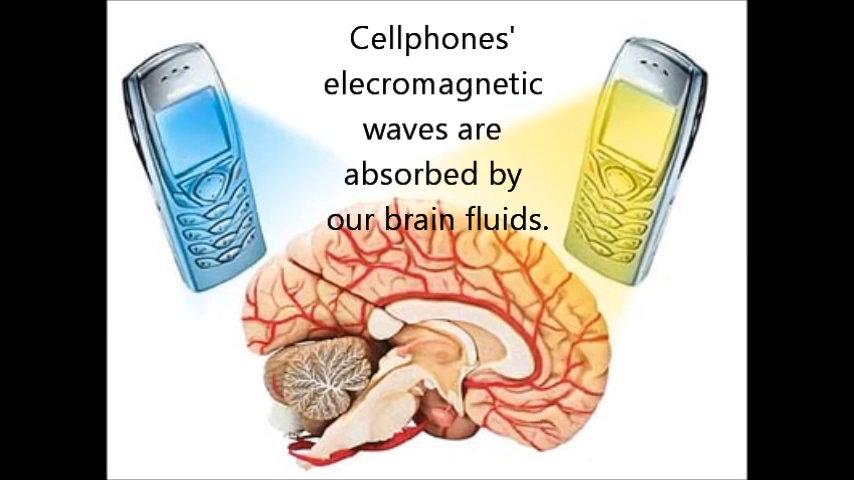 Cellphones'
elecromagnetic
waves are
absorbed by
our brain fluids.